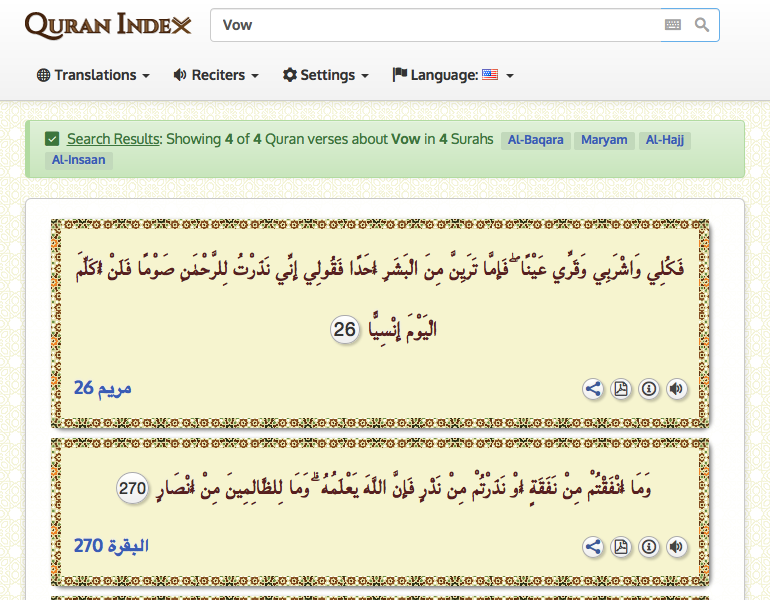 QURAN INDEX
Vow
Translations Reciters Settings Language:
Search Results: Showing 4 of 4 Quran verses about Vow in 4 Surahs Al-Baqara Maryam Al-Hajj
Al-Insaan
فَكُلِي وَاشْرَبِي وَقَرِّي عَيْنًا ۖ فَإِمَّا تَرَيِنَّ مِنَ الْبَشَرِ أَحَدًا فَقُولِي إِنِّي نَذَرْتُ لِلرَّحْمَٰنِ صَوْمًا فَلَنْ أُكَلِّمَ
الْيَوْمَ إِنْسِيًّا 26
مريم 26
وَمَا أَنْفَقْتُمْ مِنْ نَفَقَةٍ أَوْ نَذَرْتُمْ مِنْ نَذْرٍ فَإِنَّ اللَّهَ يَعْلَمُهُ ۗ وَمَا لِلظَّالِمِينَ مِنْ أَنْصَارٍ 270
البقرة 270